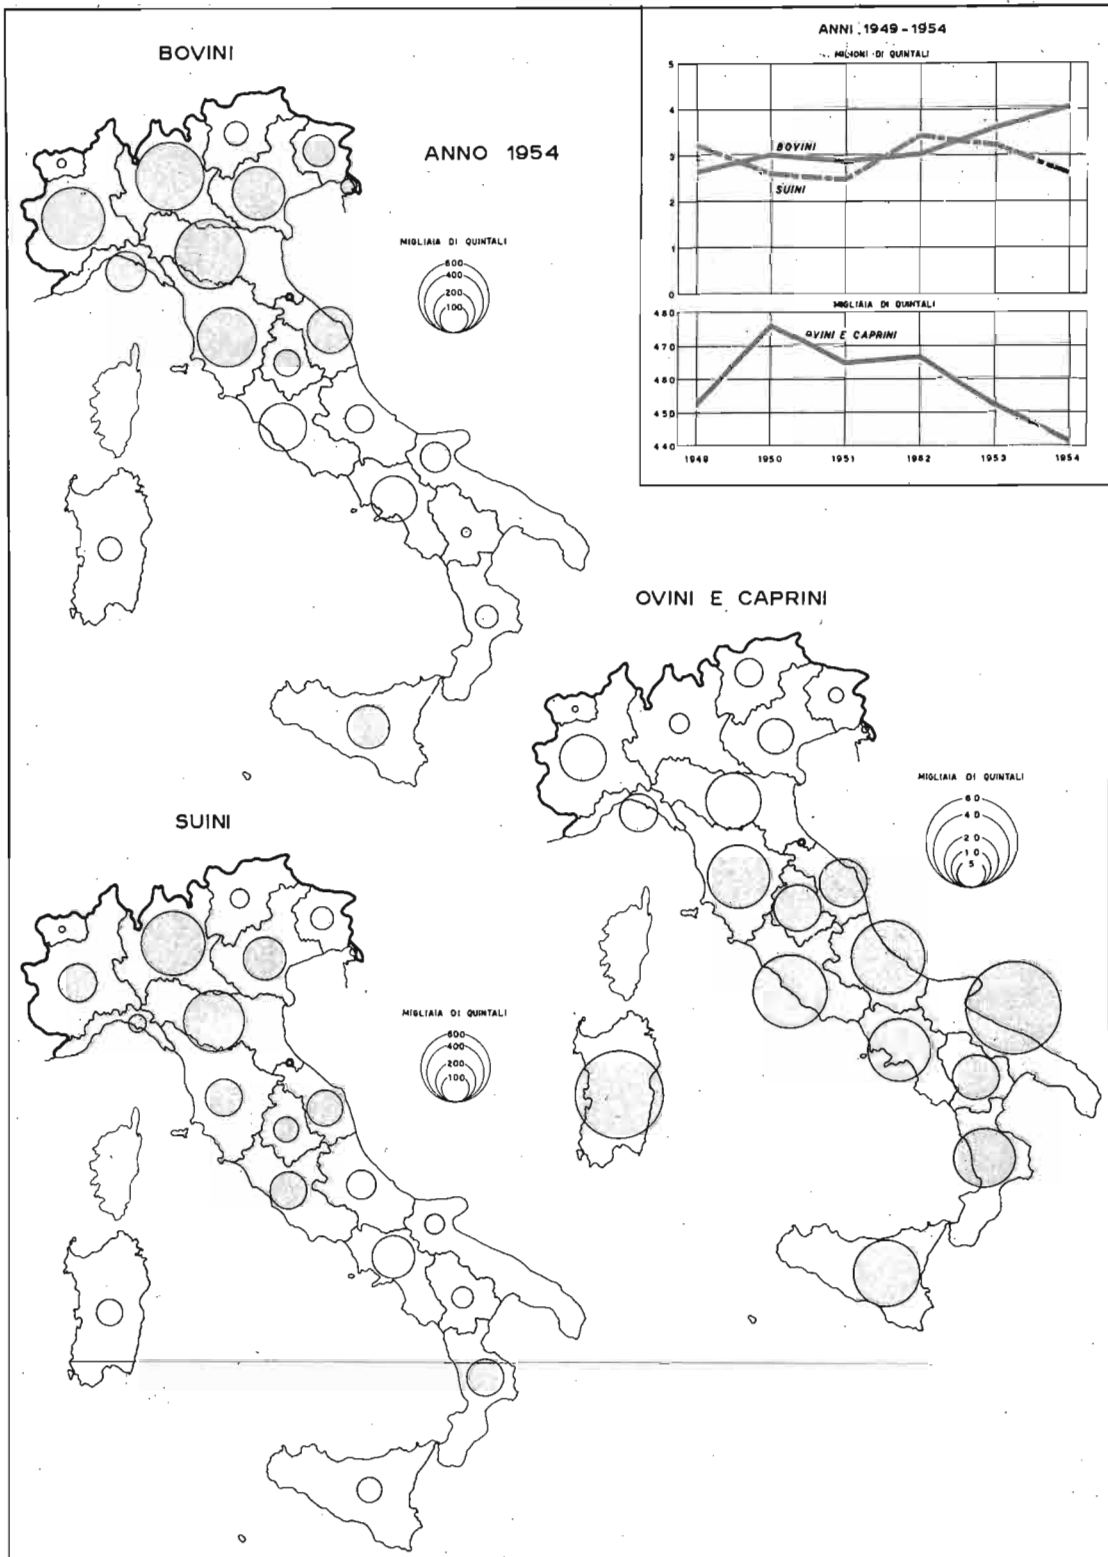 BOVINI
ANNO 1954
MIGLIAIA DI QUINTALI
600
400
200
100
ANNI 1949-1954
MILIONI DI QUINTALI
5
4
3
2
1
0
BOVINI
SUINI
MIGLIAIA DI QUINTALI
480
470
460
450
440
OVINI E CAPRINI
1949
1950
1951
1952
1953
1954
OVINI E CAPRINI
MIGLIAIA DI QUINTALI
60
40
20
10
5
SUINI
MIGLIAIA DI QUINTALI
600
400
200
100